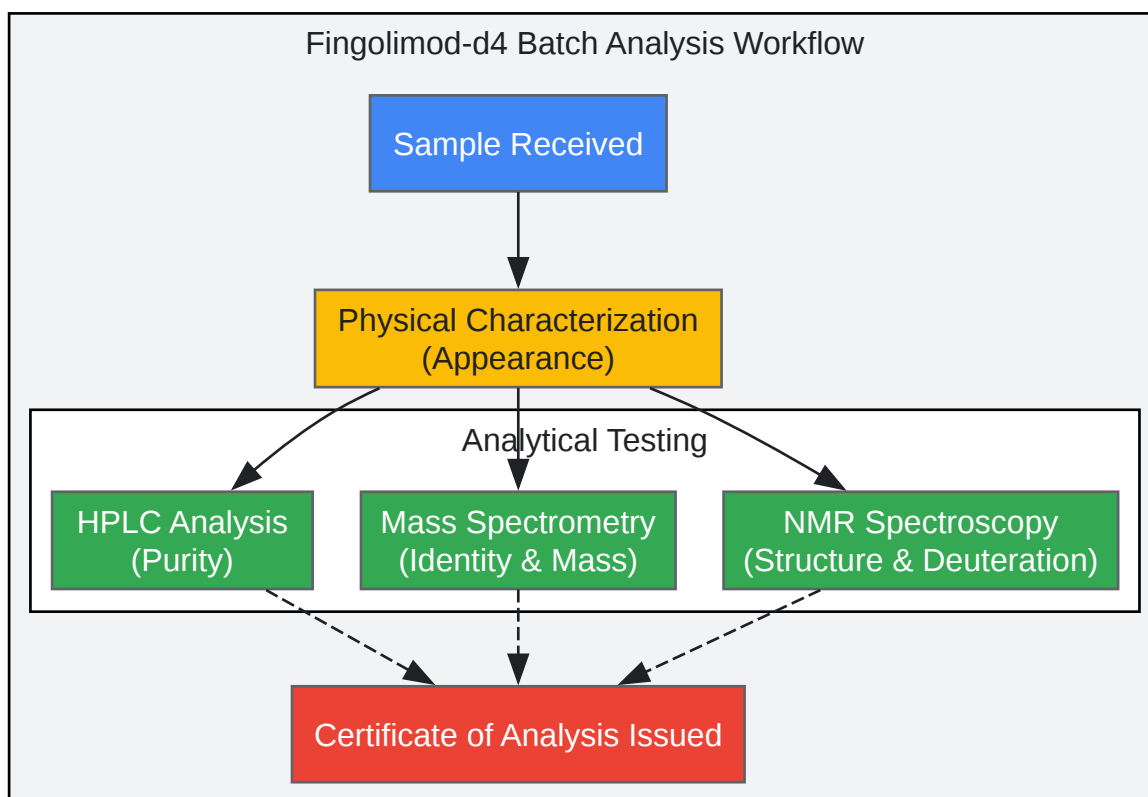 Fingolimod-d4 Batch Analysis Workflow
Sample Received
Physical Characterization
(Appearance)
Analytical Testing
HPLC Analysis
(Purity)
Mass Spectrometry
(Identity & Mass)
NMR Spectroscopy
(Structure & Deuteration)
Certificate of Analysis Issued